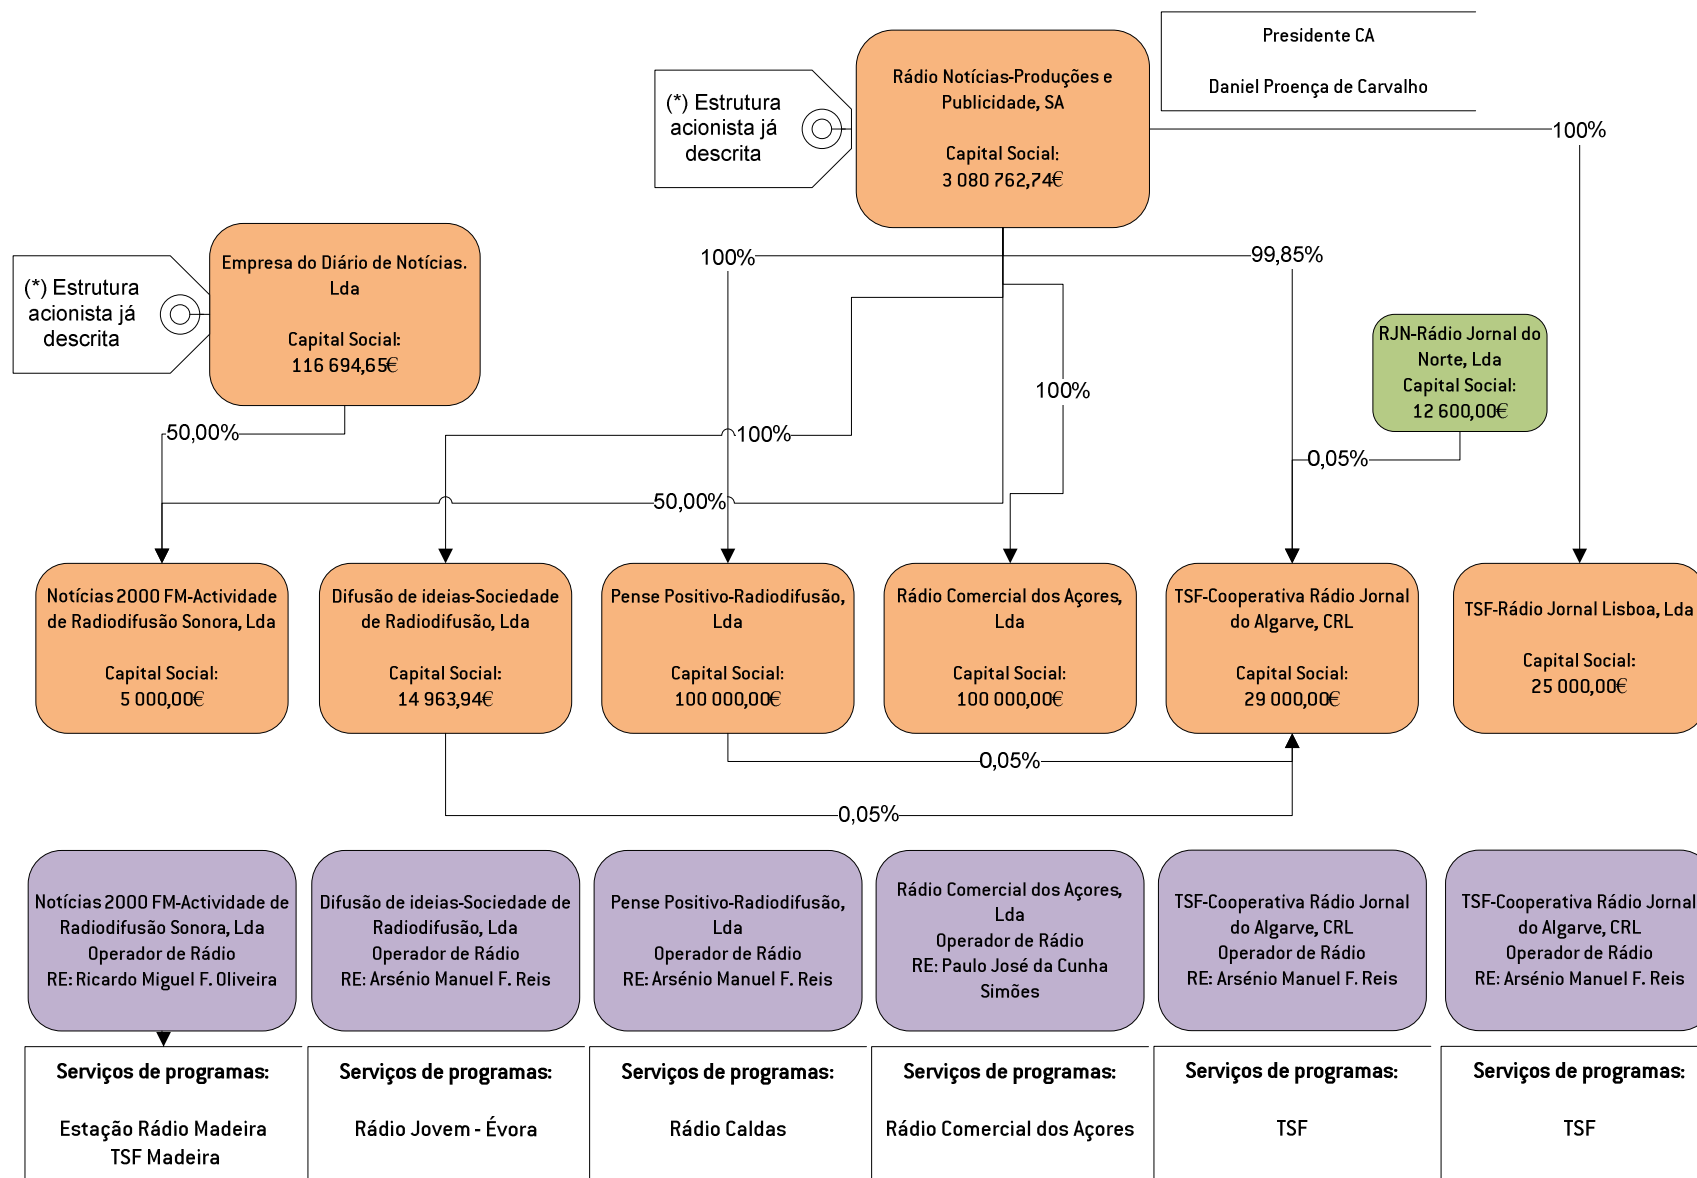 Presidente CA
Daniel Proença de Carvalho
Rádio Notícias-Produções e
Publicidade, SA
Capital Social:
3 080 762,74€
(*) Estrutura
acionista já
descrita
100%
Empresa do Diário de Notícias.
Lda
Capital Social:
116 694,65€
(*) Estrutura
acionista já
descrita
100%
99,85%
RJN-Rádio Jornal do
Norte, Lda
Capital Social:
12 600,00€
100%
50,00%
100%
0,05%
50,00%
Notícias 2000 FM-Actividade
de Radiodifusão Sonora, Lda
Capital Social:
5 000,00€
Difusão de ideias-Sociedade
de Radiodifusão, Lda
Capital Social:
14 963,94€
Pense Positivo-Radiodifusão,
Lda
Capital Social:
100 000,00€
Rádio Comercial dos Açores,
Lda
Capital Social:
100 000,00€
TSF-Cooperativa Rádio Jornal
do Algarve, CRL
Capital Social:
29 000,00€
TSF-Rádio Jornal Lisboa, Lda
Capital Social:
25 000,00€
0,05%
0,05%
Notícias 2000 FM-Actividade de
Radiodifusão Sonora, Lda
Operador de Rádio
RE: Ricardo Miguel F. Oliveira
Difusão de ideias-Sociedade de
Radiodifusão, Lda
Operador de Rádio
RE: Arsénio Manuel F. Reis
Pense Positivo-Radiodifusão,
Lda
Operador de Rádio
RE: Arsénio Manuel F. Reis
Rádio Comercial dos Açores,
Lda
Operador de Rádio
RE: Paulo José da Cunha
Simões
TSF-Cooperativa Rádio Jornal
do Algarve, CRL
Operador de Rádio
RE: Arsénio Manuel F. Reis
TSF-Cooperativa Rádio Jornal
do Algarve, CRL
Operador de Rádio
RE: Arsénio Manuel F. Reis
Serviços de programas:
Estação Rádio Madeira
TSF Madeira
Serviços de programas:
Rádio Jovem - Évora
Serviços de programas:
Rádio Caldas
Serviços de programas:
Rádio Comercial dos Açores
Serviços de programas:
TSF
Serviços de programas:
TSF